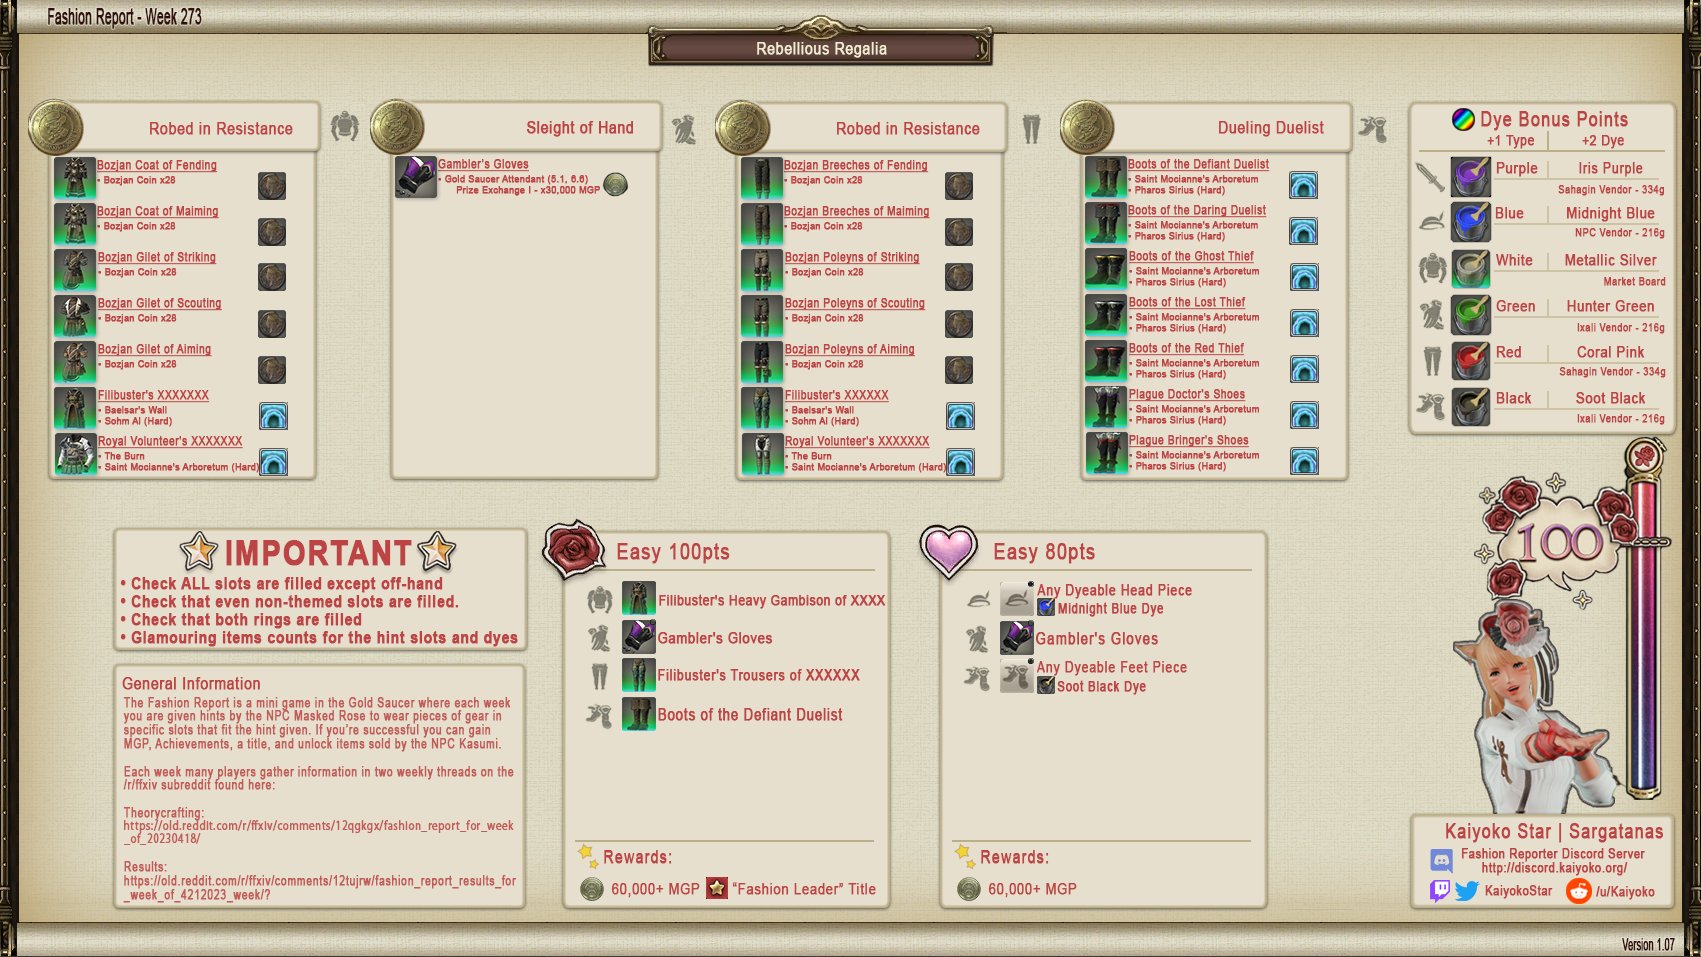 Fashion Report - Week 273
Rebellious Regalia
Robed in Resistance
Bozjan Coat of Fending
• Bozjan Coin x28
Bozjan Coat of Maiming
• Bozjan Coin x28
Bozjan Gilet of Striking
• Bozjan Coin x28
Bozjan Gilet of Scouting
• Bozjan Coin x28
Bozjan Gilet of Aiming
• Bozjan Coin x28
Filibuster's XXXXXXX
• Baelsar's Wall
• Sohm Al (Hard)
Royal Volunteer's XXXXXXX
• The Burn
• Saint Mocianne's Arboretum (Hard)
Sleight of Hand
Gambler's Gloves
• Gold Saucer Attendant (5.1, 6.6)
Prize Exchange I - x30,000 MGP
Robed in Resistance
Bozjan Breeches of Fending
• Bozjan Coin x28
Bozjan Breeches of Maiming
• Bozjan Coin x28
Bozjan Poleyns of Striking
• Bozjan Coin x28
Bozjan Poleyns of Scouting
• Bozjan Coin x28
Bozjan Poleyns of Aiming
• Bozjan Coin x28
Filibuster's XXXXXX
• Baelsar's Wall
• Sohm Al (Hard)
Royal Volunteer's XXXXXXX
• The Burn
• Saint Mocianne's Arboretum (Hard)
Dueling Duelist
Boots of the Defiant Duelist
• Saint Mocianne's Arboretum
• Pharos Sirius (Hard)
Boots of the Daring Duelist
• Saint Mocianne's Arboretum
• Pharos Sirius (Hard)
Boots of the Ghost Thief
• Saint Mocianne's Arboretum
• Pharos Sirius (Hard)
Boots of the Lost Thief
• Saint Mocianne's Arboretum
• Pharos Sirius (Hard)
Boots of the Red Thief
• Saint Mocianne's Arboretum
• Pharos Sirius (Hard)
Plague Doctor's Shoes
• Saint Mocianne's Arboretum
• Pharos Sirius (Hard)
Plague Bringer's Shoes
• Saint Mocianne's Arboretum
• Pharos Sirius (Hard)
Dye Bonus Points
+1 Type +2 Dye
Purple Iris Purple
Sahagin Vendor - 334g
Blue Midnight Blue
NPC Vendor - 216g
White Metallic Silver
Market Board
Green Hunter Green
Ixali Vendor - 216g
Red Coral Pink
Sahagin Vendor - 334g
Black Soot Black
Ixali Vendor - 216g
IMPORTANT
• Check ALL slots are filled except off-hand
• Check that even non-themed slots are filled.
• Check that both rings are filled
• Glamouring items counts for the hint slots and dyes
General Information
The Fashion Report is a mini game in the Gold Saucer where each week
you are given hints by the NPC Masked Rose to wear pieces of gear in
specific slots that fit the hint given. If you're successful you can gain
MGP, Achievements, a title, and unlock items sold by the NPC Kasumi.
Each week many players gather information in two weekly threads on the
/r/ffxiv subreddit found here:
Theorycrafting:
https://old.reddit.com/r/ffxiv/comments/12qgkgx/fashion_report_for_week
_of_20230418/
Results:
https://old.reddit.com/r/ffxiv/comments/12tujrw/fashion_report_results_for
_week_of_4212023_week/?
Easy 100pts
Filibuster's Heavy Gambison of XXXX
Gambler's Gloves
Filibuster's Trousers of XXXXXX
Boots of the Defiant Duelist
Rewards:
60,000+ MGP "Fashion Leader" Title
Easy 80pts
Any Dyeable Head Piece
Midnight Blue Dye
Gambler's Gloves
Any Dyeable Feet Piece
Soot Black Dye
Rewards:
60,000+ MGP
100
Kaiyoko Star | Sargatanas
Fashion Reporter Discord Server
http://discord.kaiyoko.org/
KaiyokoStar /u/Kaiyoko
Version 1.07